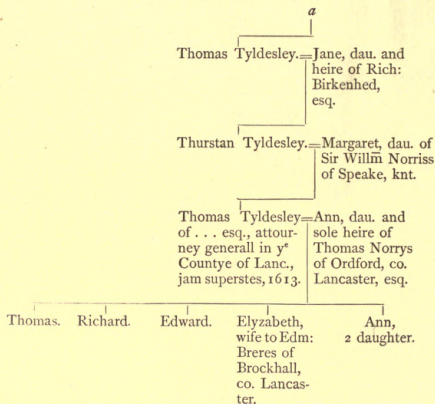 a
Thomas Tyldesley.=Jane, dau. and
heire of Rich:
Birkenhed,
esq.
Thurstan Tyldesley.=Margaret, dau. of
Sir Willm̄ Norriss
of Speake, knt.
Thomas Tyldesley=Ann, dau. and
of . . . esq., attour-
ney generall in yᵉ
Countye of Lanc.,
jam superstes, 1613.
sole heire of
Thomas Norrys
of Ordford, co.
Lancaster, esq.
Thomas.
Richard.
Edward.
Elyzabeth,
wife to Edm:
Breres of
Brockhall,
co. Lancas-
ter.
Ann,
2 daughter.